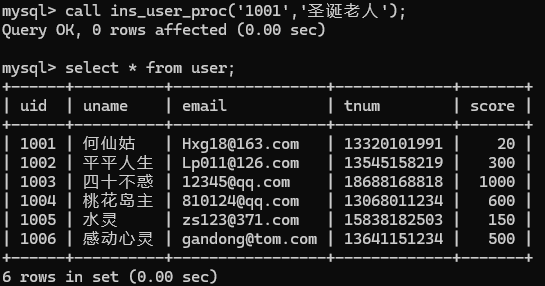 mysql> call ins_user_proc('1001','圣诞老人');
Query OK, 0 rows affected (0.00 sec)
mysql> select * from user;
+------+----------+----------------+-------------+-------+
| uid  | uname    | email          | tnum        | score |
+------+----------+----------------+-------------+-------+
| 1001 | 何仙姑   | Hxg18@163.com  | 13320101991 |    20 |
| 1002 | 平平人生 | Lp011@126.com  | 13545158219 |   300 |
| 1003 | 四十不惑 | 12345@qq.com   | 18688168818 |  1000 |
| 1004 | 桃花岛主 | 810124@qq.com  | 13068011234 |   600 |
| 1005 | 水灵     | zs123@371.com  | 15838182503 |   150 |
| 1006 | 感动心灵 | gandong@tom.com | 13641151234 |   500 |
+------+----------+----------------+-------------+-------+
6 rows in set (0.00 sec)